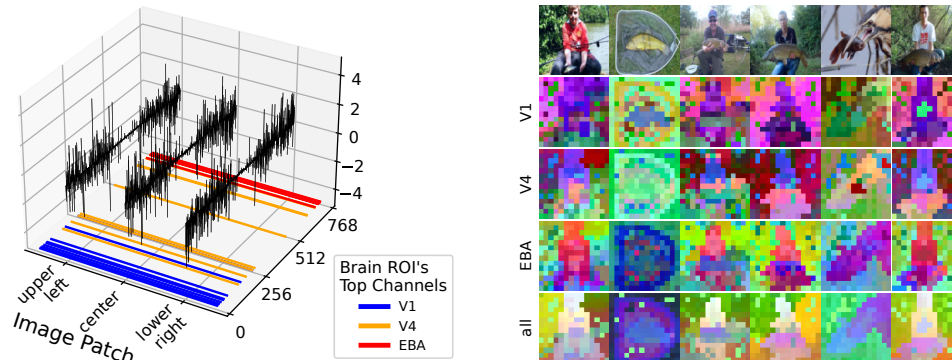 4
2
0
−2
−4
768
512
256
0
upper
left
center
lower
right
Image Patch
Brain ROI's
Top Channels
V1
V4
EBA
V1
V4
EBA
all